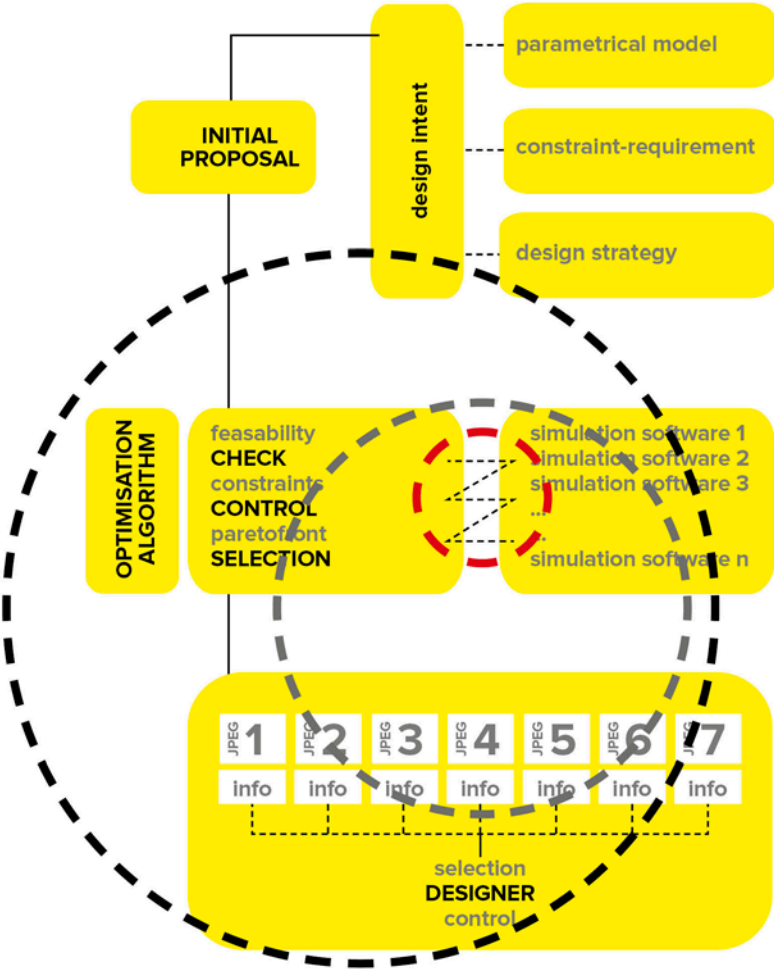 parametrical model
constraint-requirement
design strategy
design intent
INITIAL
PROPOSAL
OPTIMISATION
ALGORITHM
feasability
CHECK
constraints
CONTROL
paretofront
SELECTION
simulation software 1
simulation software 2
simulation software 3
...
..
simulation software n
JPEG 1
JPEG 2
JPEG 3
JPEG 4
JPEG 5
JPEG 6
JPEG 7
info
info
info
info
info
info
info
selection
DESIGNER
control